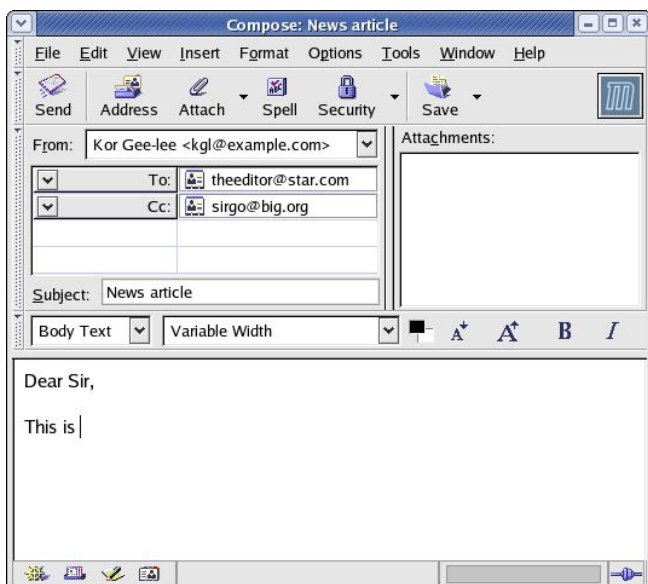 Compose: News article
File Edit View Insert Format Options Tools Window Help
Send Address Attach Spell Security Save
From: Kor Gee-lee <kgl@example.com>
Attachments:
To: theeditor@star.com
Cc: sirgo@big.org
Subject: News article
Body Text Variable Width A A B I
Dear Sir,
This is